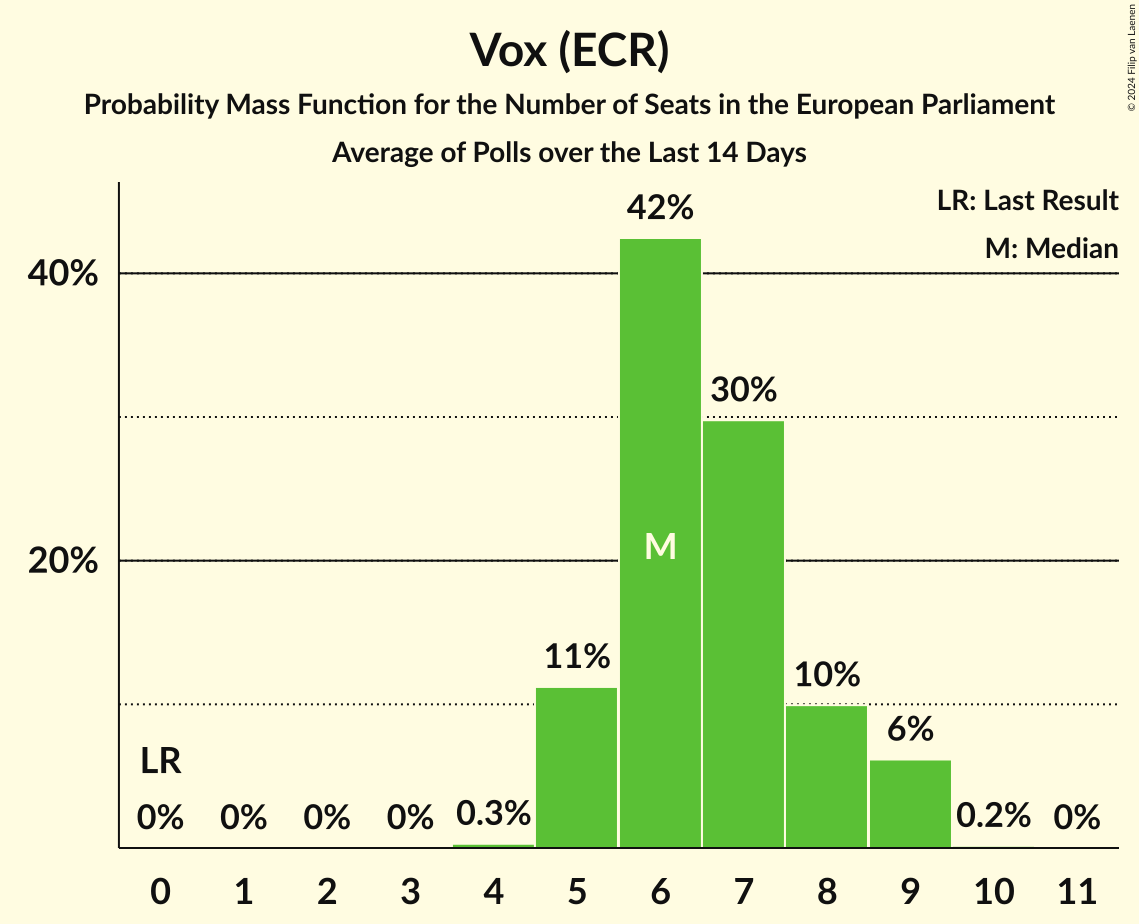 Vox (ECR)
Probability Mass Function for the Number of Seats in the European Parliament
Average of Polls over the Last 14 Days
© 2024 Filip van Laenen
LR: Last Result
M: Median
40%
20%
42%
30%
M
11%
10%
6%
LR
0% 0% 0% 0% 0.3% 0.2% 0%
0 1 2 3 4 5 6 7 8 9 10 11